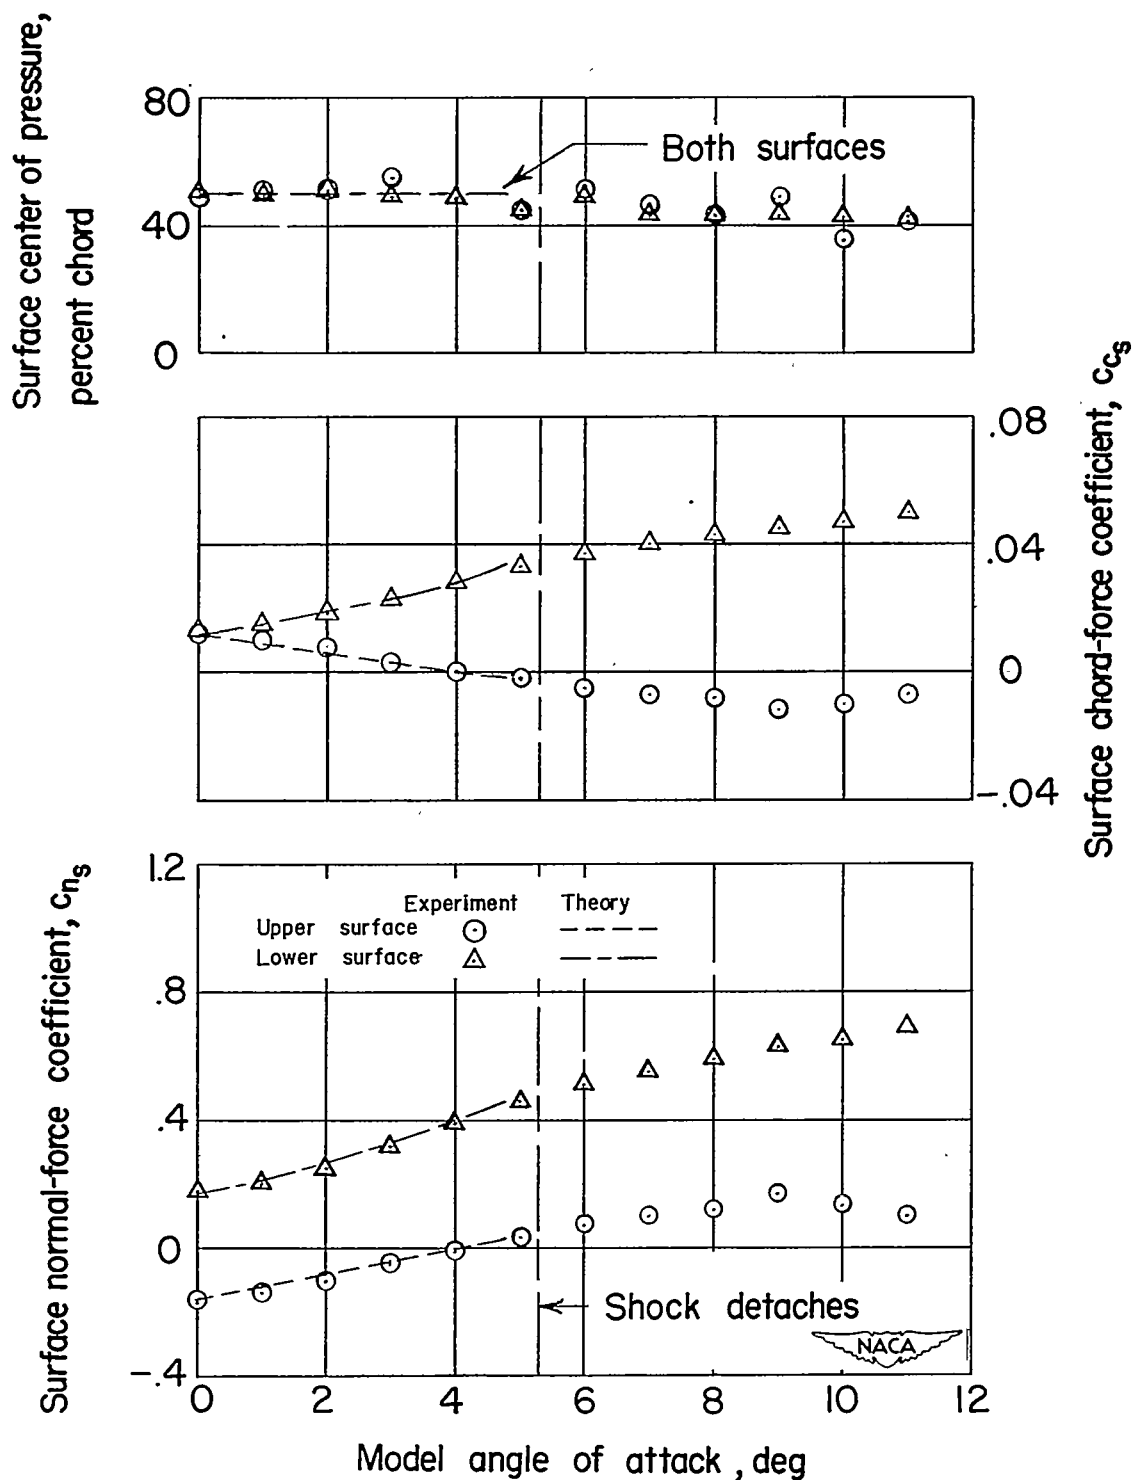 Surface center of pressure,
percent chord
80
40
0
Both surfaces
Surface chord-force coefficient, ccs
.08
.04
0
-.04
Surface normal-force coefficient, cns
1.2
.8
.4
0
-.4
Experiment Theory
Upper surface
Lower surface
Shock detaches
NACA
0 2 4 6 8 10 12
Model angle of attack , deg